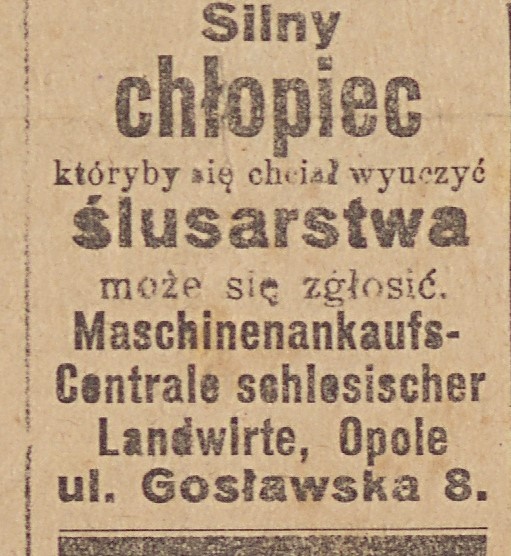 Silny
chłopiec
któryby się chciał wyuczyć
ślusarstwa
może się zgłosić.
Maschinenankaufs-
Centrale schlesischer
Landwirte, Opole
ul. Gosławska 8.